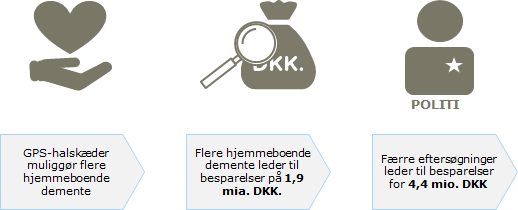 DKK.
POLITI
GPS-halskæder
muliggør flere
hjemmeboende
demente
Flere hjemmeboende
demente leder til
besparelser på 1,9
mia. DKK.
Færre eftersøgninger
leder til besparelser
for 4,4 mio. DKK